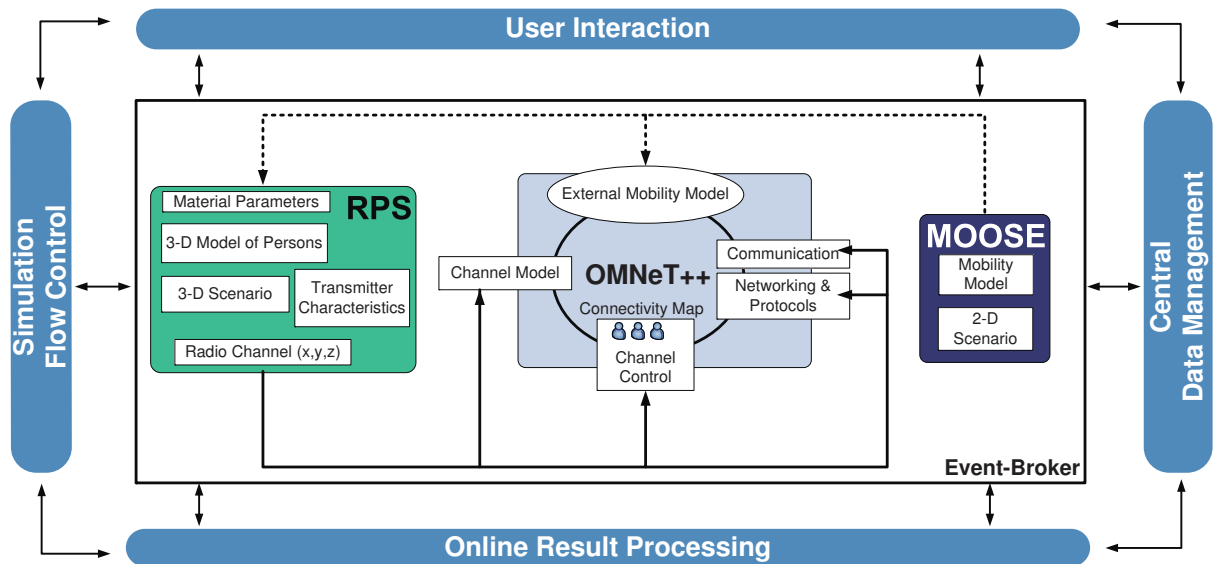 User Interaction
Simulation
Flow Control
Material Parameters
RPS
3-D Model of Persons
3-D Scenario
Transmitter
Characteristics
Radio Channel (x,y,z)
External Mobility Model
Channel Model
OMNeT++
Communication
Networking &
Protocols
Connectivity Map
Channel
Control
MOOSE
Mobility
Model
2-D
Scenario
Event-Broker
Central
Data Management
Online Result Processing